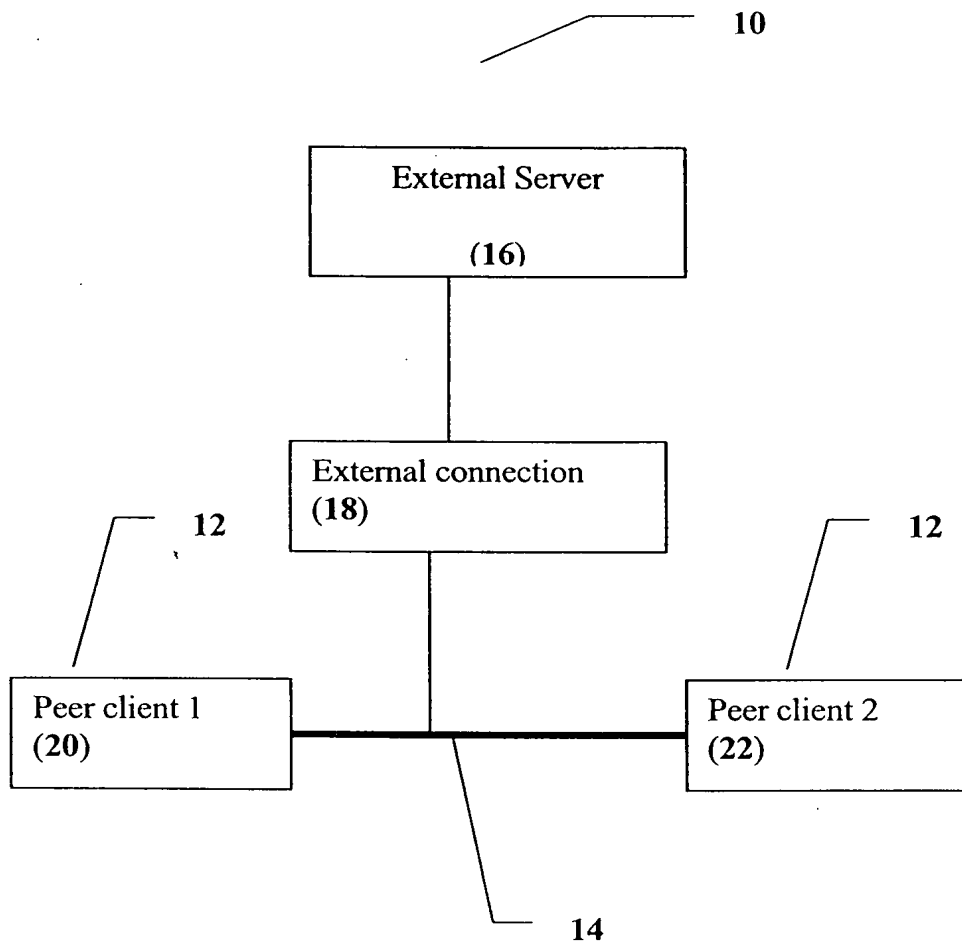 10
External Server
(16)
External connection
(18)
12
12
Peer client 1
(20)
Peer client 2
(22)
14